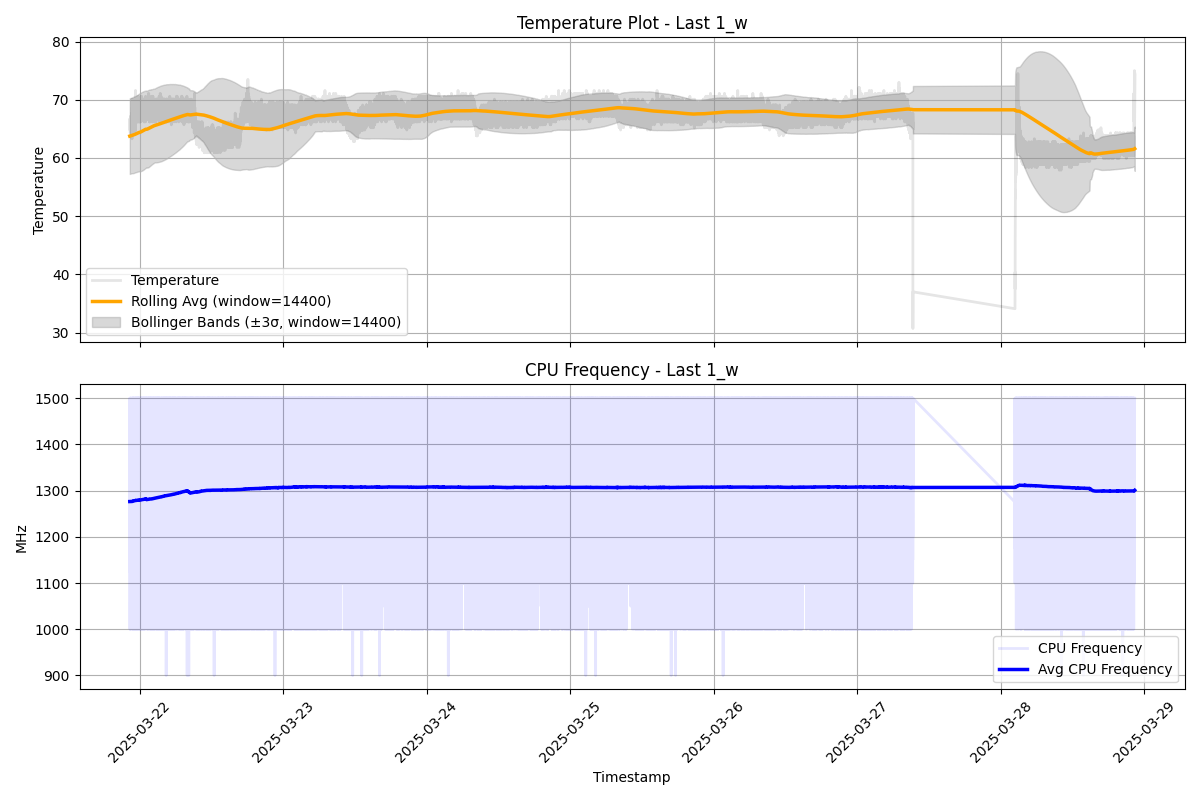 Temperature Plot - Last 1_w
80
70
60
50
40
30
Temperature
Temperature
Rolling Avg (window=14400)
Bollinger Bands (±3σ, window=14400)
CPU Frequency - Last 1_w
1500
1400
1300
1200
1100
1000
900
MHz
CPU Frequency
Avg CPU Frequency
2025-03-22
2025-03-23
2025-03-24
2025-03-25
2025-03-26
2025-03-27
2025-03-28
2025-03-29
Timestamp